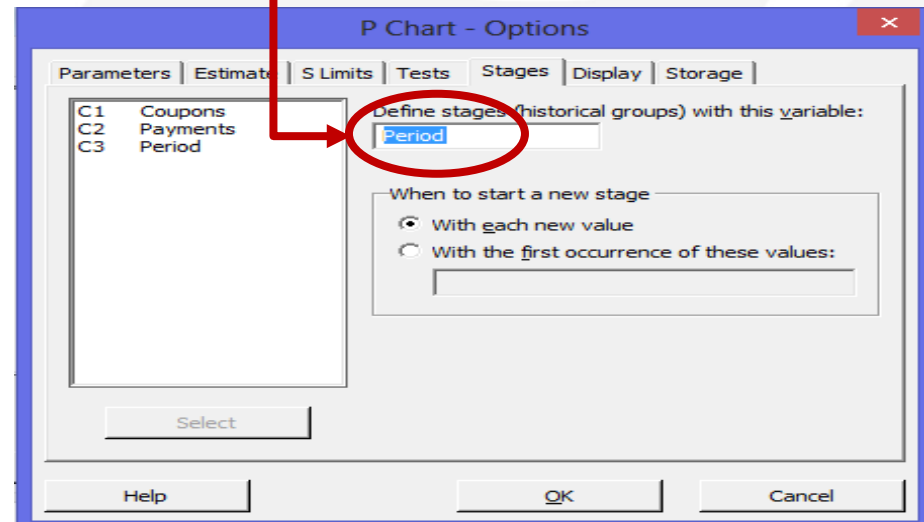 P Chart - Options
Parameters Estimate S Limits Tests Stages Display Storage
C1 Coupons
C2 Payments
C3 Period
Define stages (historical groups) with this variable:
Period
When to start a new stage
With each new value
With the first occurrence of these values:
Select
Help OK Cancel